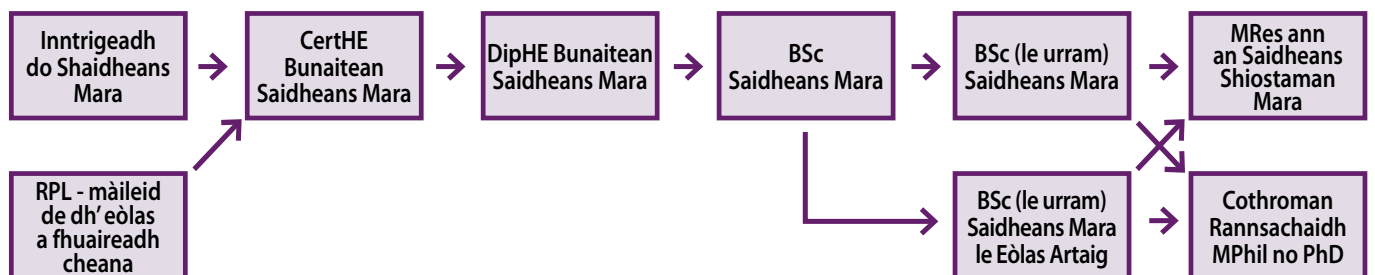 Inntrigeadh
do Shaidheans
Mara
CertHE
Bunaitean
Saidheans Mara
DipHE Bunaitean
Saidheans Mara
BSc
Saidheans Mara
BSc (le urram)
Saidheans Mara
MRes ann
an Saidheans
Shiostaman
Mara
RPL - màileid
de dh’ eòlas
a fhuaireadh
cheana
BSc (le urram)
Saidheans Mara
le Eòlas Artaig
Cothroman
Rannsachaidh
MPhil no PhD